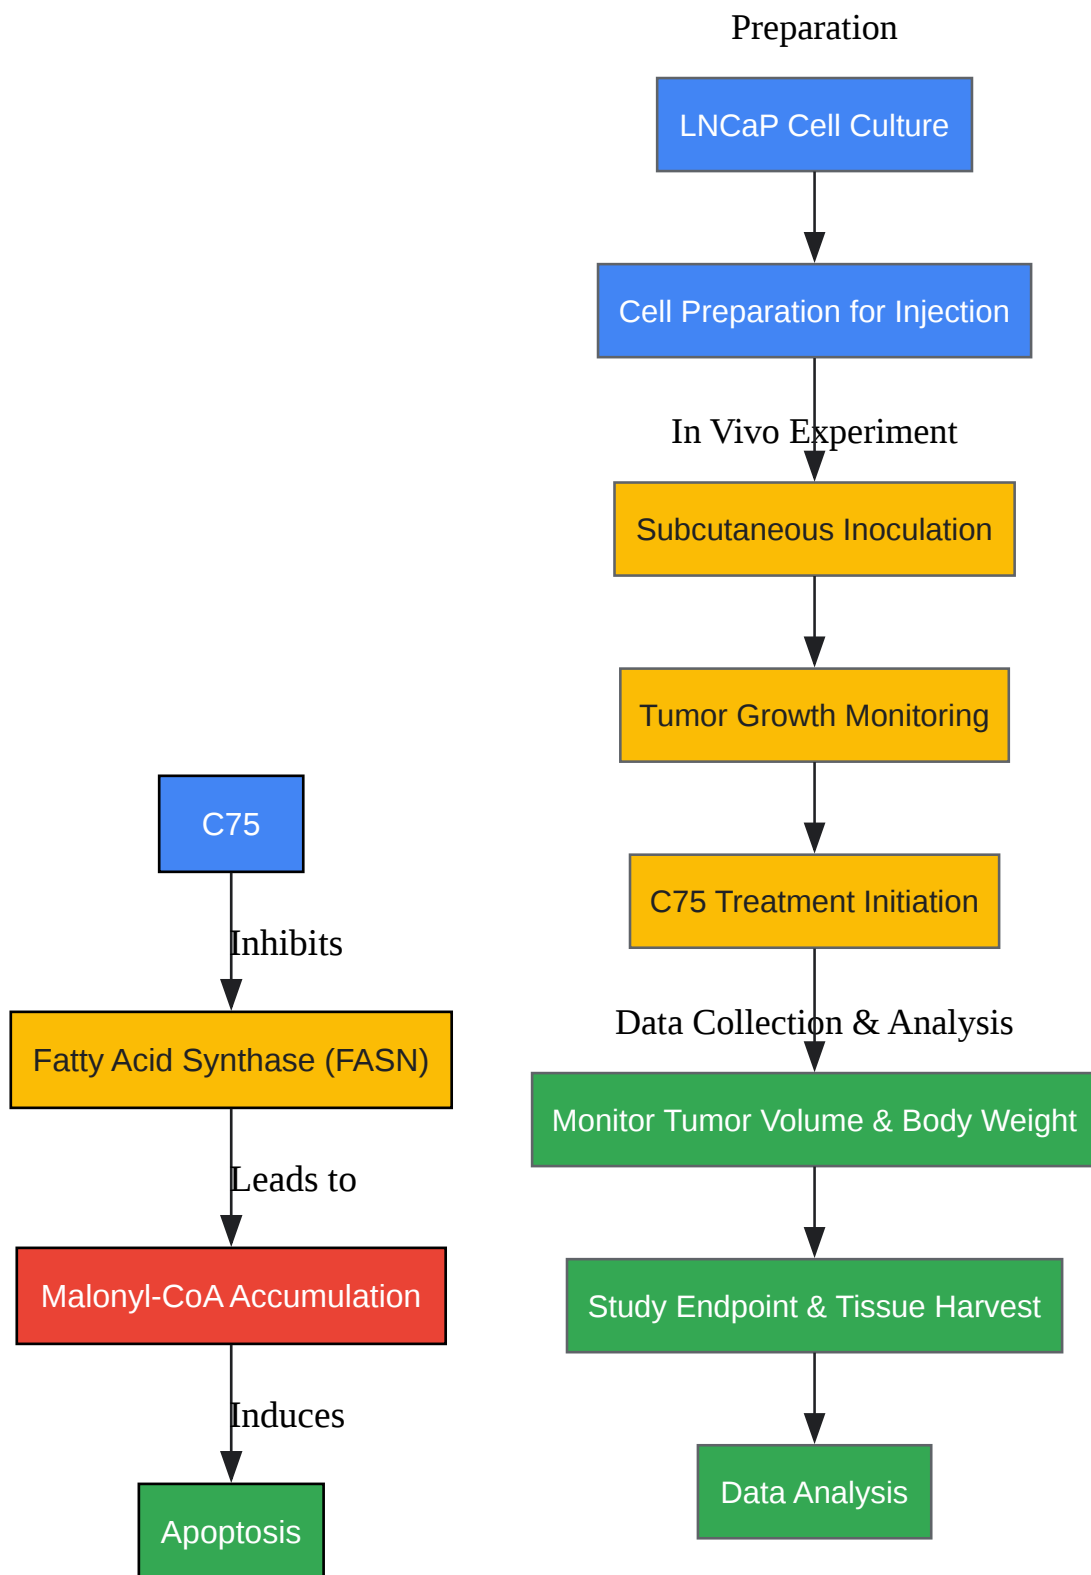 Preparation
LNCaP Cell Culture
Cell Preparation for Injection
In Vivo Experiment
Subcutaneous Inoculation
Tumor Growth Monitoring
C75 Treatment Initiation
Data Collection & Analysis
Monitor Tumor Volume & Body Weight
Study Endpoint & Tissue Harvest
Data Analysis
C75
Inhibits
Fatty Acid Synthase (FASN)
Leads to
Malonyl-CoA Accumulation
Induces
Apoptosis